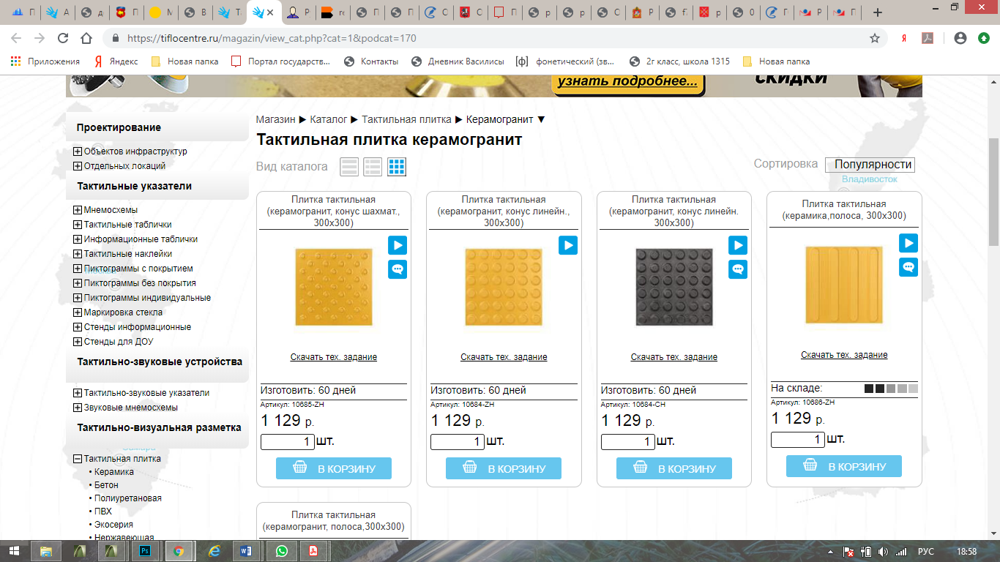 https://tiflocentre.ru/magazin/view_cat.php?cat=1&podcat=170
Приложения
Яндекс
Новая папка
Портал государств...
Контакты
Дневник Василисы
[ф] фонетический (зв...
2г класс, школа 1315
Новая папка
узнать подробнее...
скидки
Магазин ▶ Каталог ▶ Тактильная плитка ▶ Керамогранит ▼
Тактильная плитка керамогранит
Вид каталога
Сортировка
Популярности
Владивосток
Проектирование
Объектов инфраструктур
Отдельных локаций
Тактильные указатели
Мнемосхемы
Тактильные таблички
Информационные таблички
Тактильные наклейки
Пиктограммы с покрытием
Пиктограммы без покрытия
Пиктограммы индивидуальные
Маркировка стекла
Стенды информационные
Стенды для ДОУ
Тактильно-звуковые устройства
Тактильно-звуковые указатели
Звуковые мнемосхемы
Тактильно-визуальная разметка
Самара
Тактильная плитка
• Керамика
• Бетон
• Полиуретановая
• ПВХ
• Экосерия
• Нержавеющая
Плитка тактильная
(керамогранит, конус шахмат.,
300х300)
Скачать тех. задание
Изготовить: 60 дней
Артикул: 10685-ZH
1 129 р.
1 шт.
В КОРЗИНУ
Плитка тактильная
(керамогранит, конус линейн.,
300х300)
Скачать тех. задание
Изготовить: 60 дней
Артикул: 10684-ZH
1 129 р.
1 шт.
В КОРЗИНУ
Плитка тактильная
(керамогранит, конус линейн.
300х300)
Скачать тех. задание
Изготовить: 60 дней
Артикул: 10684-CH
1 129 р.
1 шт.
В КОРЗИНУ
Плитка тактильная
(керамика,полоса, 300х300)
Скачать тех. задание
На складе:
Артикул: 10686-ZH
1 129 р.
1 шт.
В КОРЗИНУ
Плитка тактильная
(керамогранит, полоса,300х300)
РУС
18:58